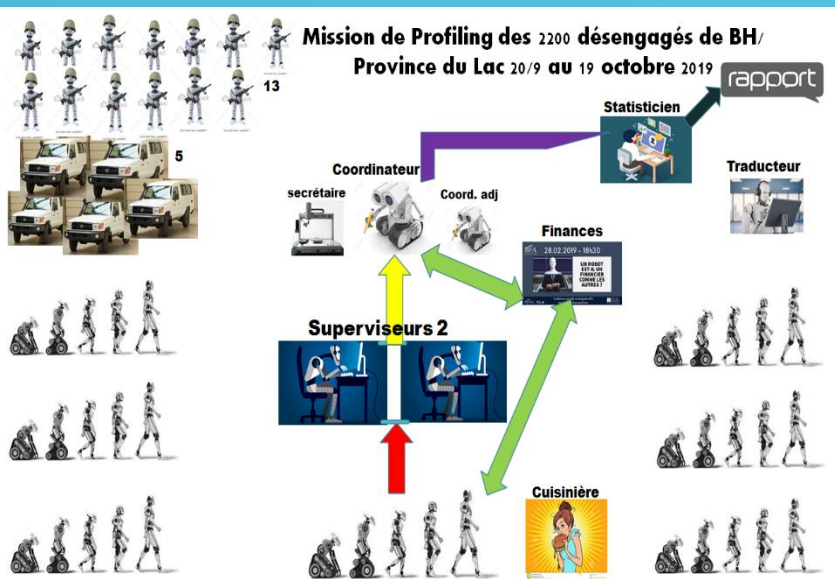 Mission de Profiling des 2200 désengagés de BH/
Province du Lac 20/9 au 19 octobre 2019
rapport
13
Statisticien
5
Coordinateur
Traducteur
secrétaire
Coord. adj
Finances
28.02.2019 - 18h30
UN ROBOT
EST IL UN
FINANCIER
COMME LES
AUTRES ?
Superviseurs 2
Cuisinière